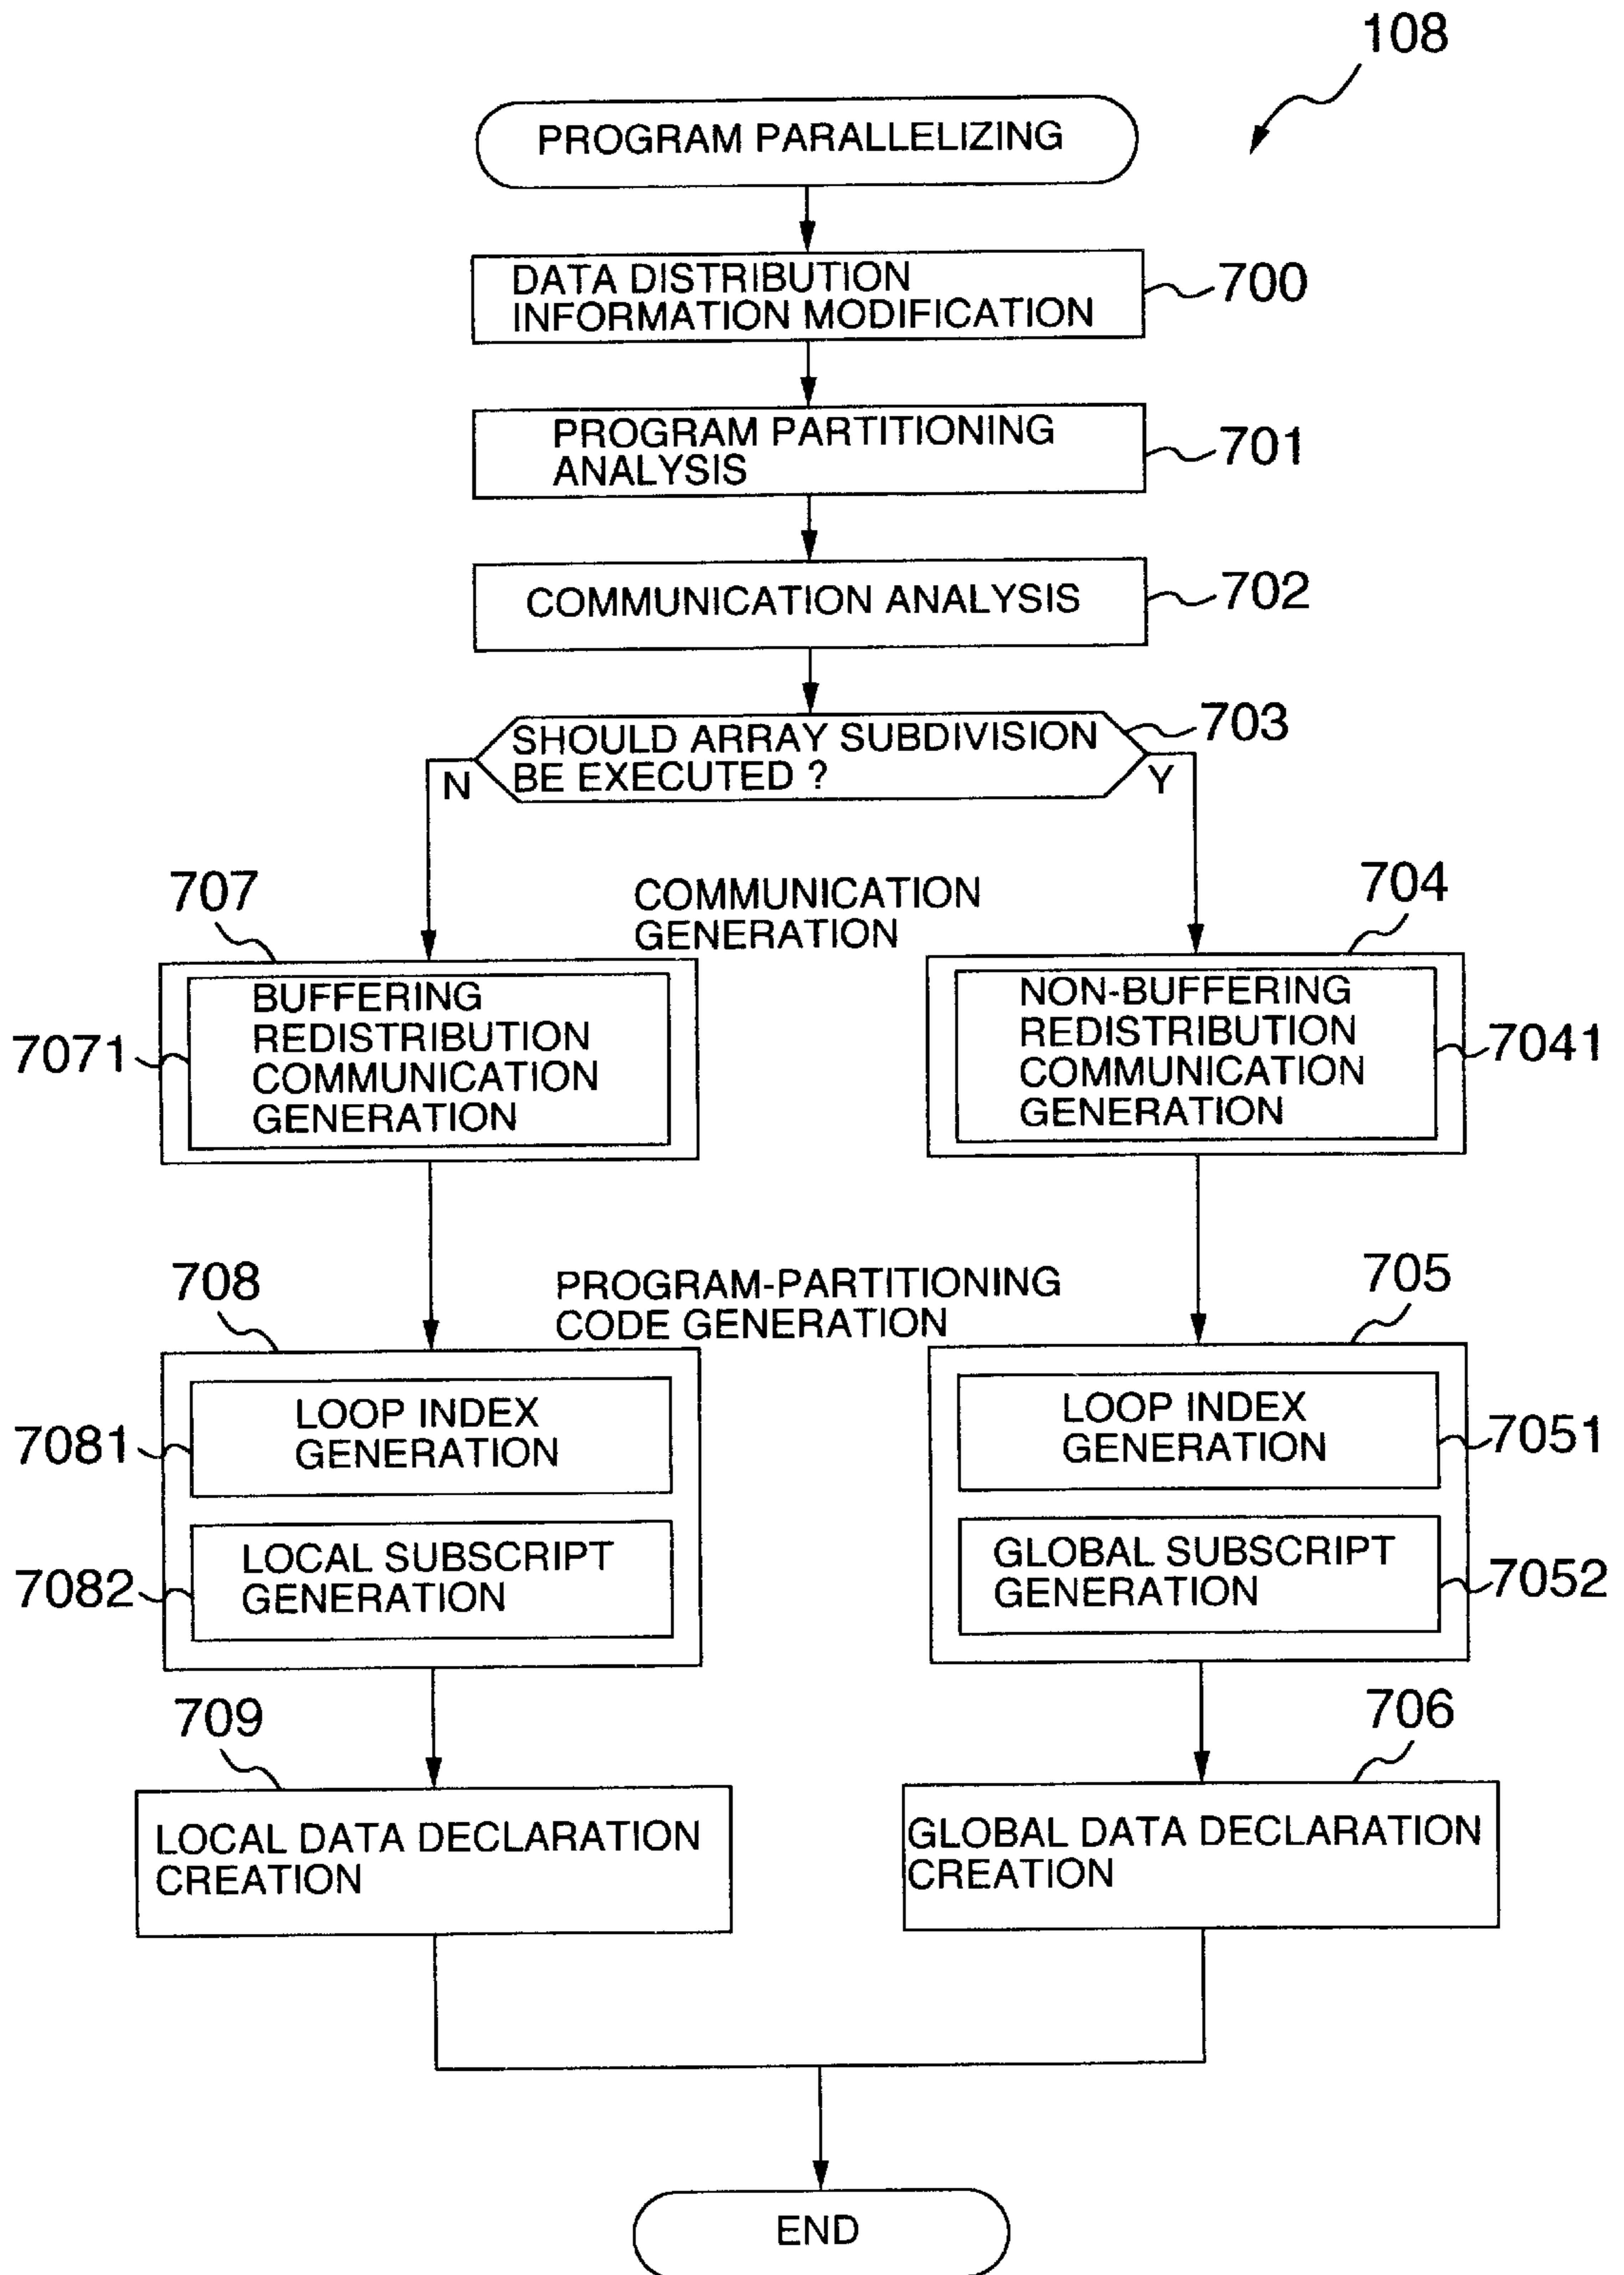 108
PROGRAM PARALLELIZING
DATA DISTRIBUTION
INFORMATION MODIFICATION
700
PROGRAM PARTITIONING
ANALYSIS
701
COMMUNICATION ANALYSIS
702
SHOULD ARRAY SUBDIVISION
BE EXECUTED ?
703
N
Y
707
COMMUNICATION
GENERATION
704
BUFFERING
REDISTRIBUTION
COMMUNICATION
GENERATION
7071
NON-BUFFERING
REDISTRIBUTION
COMMUNICATION
GENERATION
7041
708
PROGRAM-PARTITIONING
CODE GENERATION
705
LOOP INDEX
GENERATION
7081
LOOP INDEX
GENERATION
7051
LOCAL SUBSCRIPT
GENERATION
7082
GLOBAL SUBSCRIPT
GENERATION
7052
709
706
LOCAL DATA DECLARATION
CREATION
GLOBAL DATA DECLARATION
CREATION
END